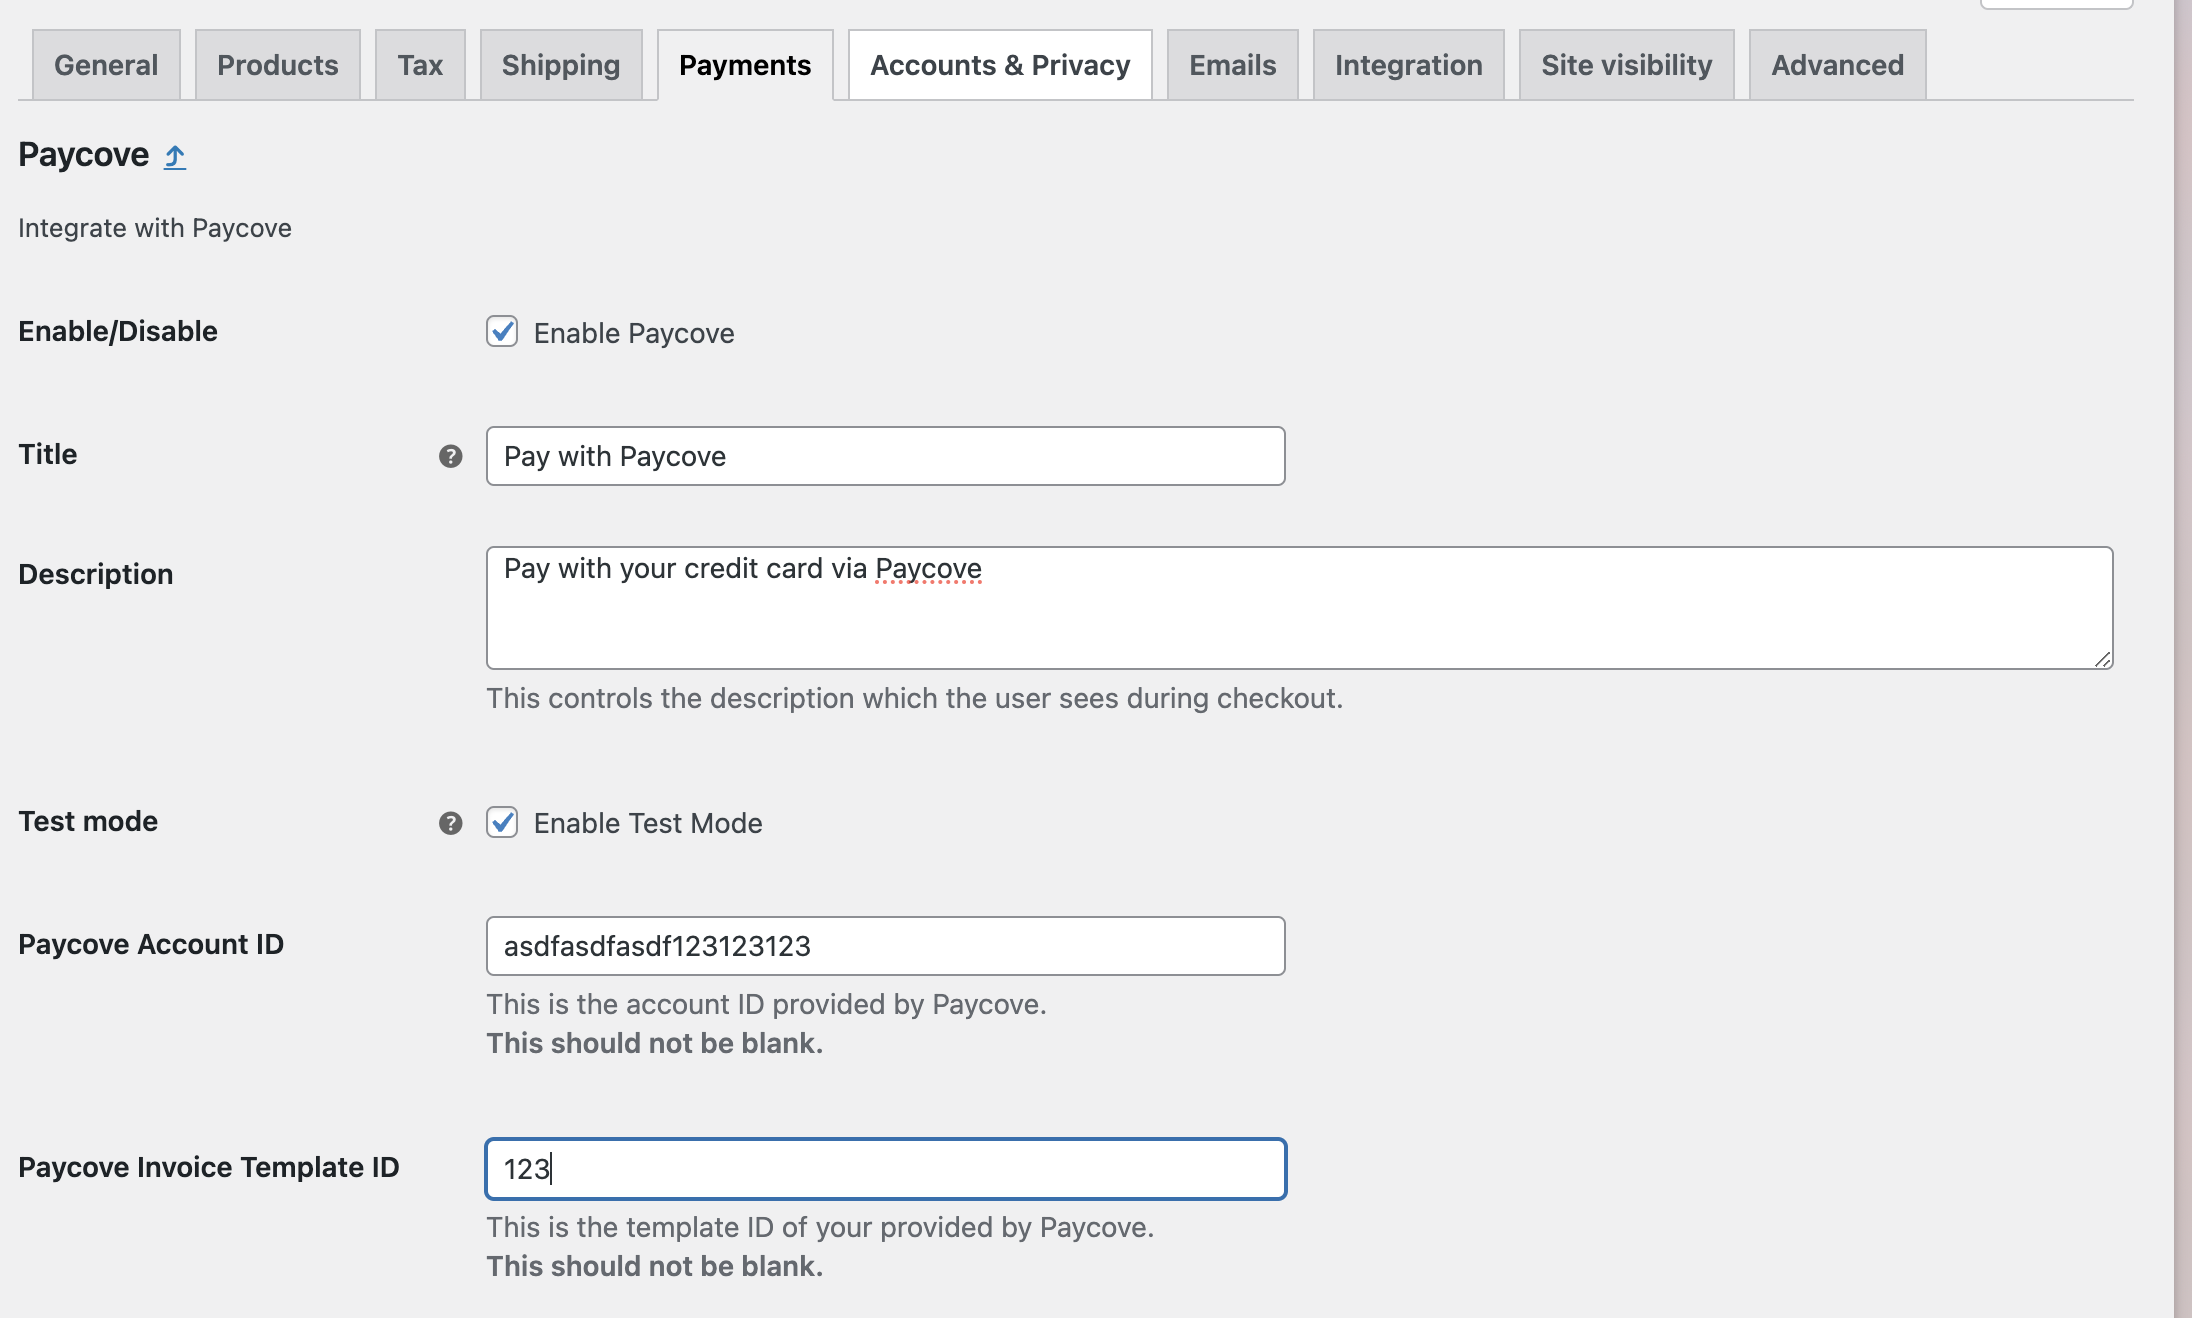 General Products Tax Shipping Payments Accounts & Privacy Emails Integration Site visibility Advanced
Paycove
Integrate with Paycove
Enable/Disable Enable Paycove
Title Pay with Paycove
Description Pay with your credit card via Paycove
This controls the description which the user sees during checkout.
Test mode Enable Test Mode
Paycove Account ID asdfasdfasdf123123123
This is the account ID provided by Paycove.
This should not be blank.
Paycove Invoice Template ID 123
This is the template ID of your provided by Paycove.
This should not be blank.